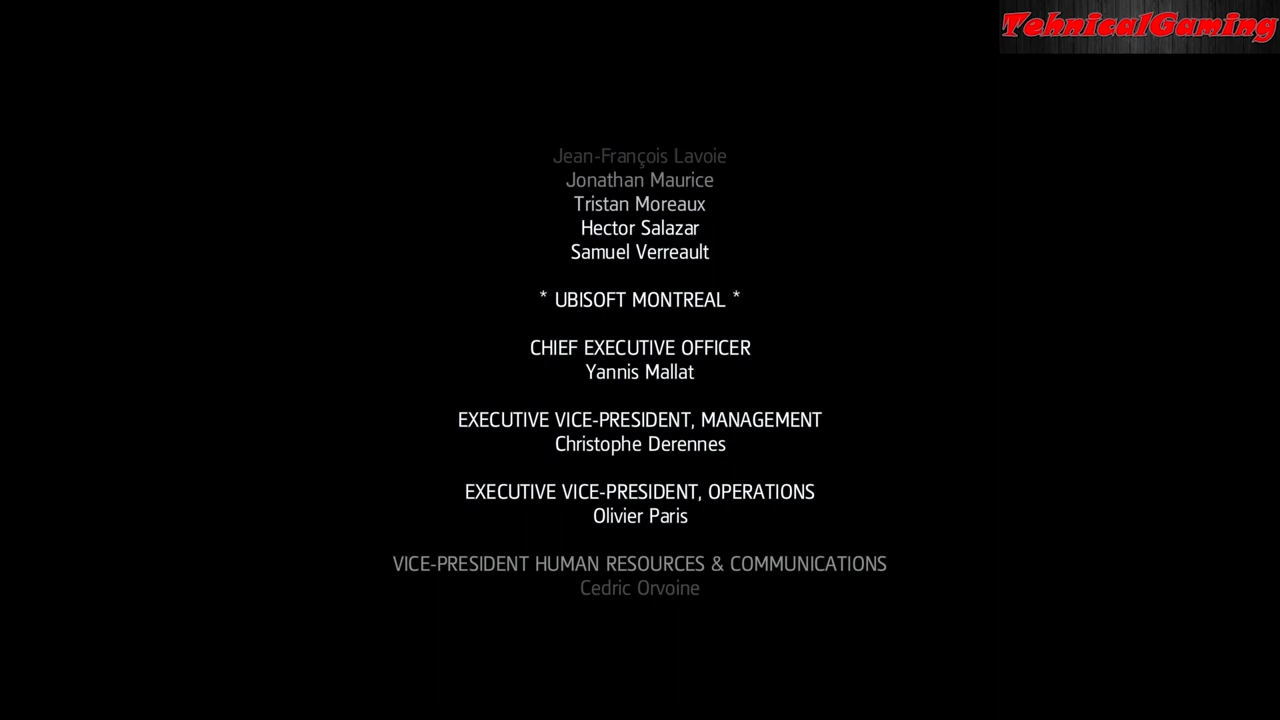 TehnicalGaming
Jean-François Lavoie
Jonathan Maurice
Tristan Moreaux
Hector Salazar
Samuel Verreault
* UBISOFT MONTREAL *
CHIEF EXECUTIVE OFFICER
Yannis Mallat
EXECUTIVE VICE-PRESIDENT, MANAGEMENT
Christophe Derennes
EXECUTIVE VICE-PRESIDENT, OPERATIONS
Olivier Paris
VICE-PRESIDENT HUMAN RESOURCES & COMMUNICATIONS
Cedric Orvoine